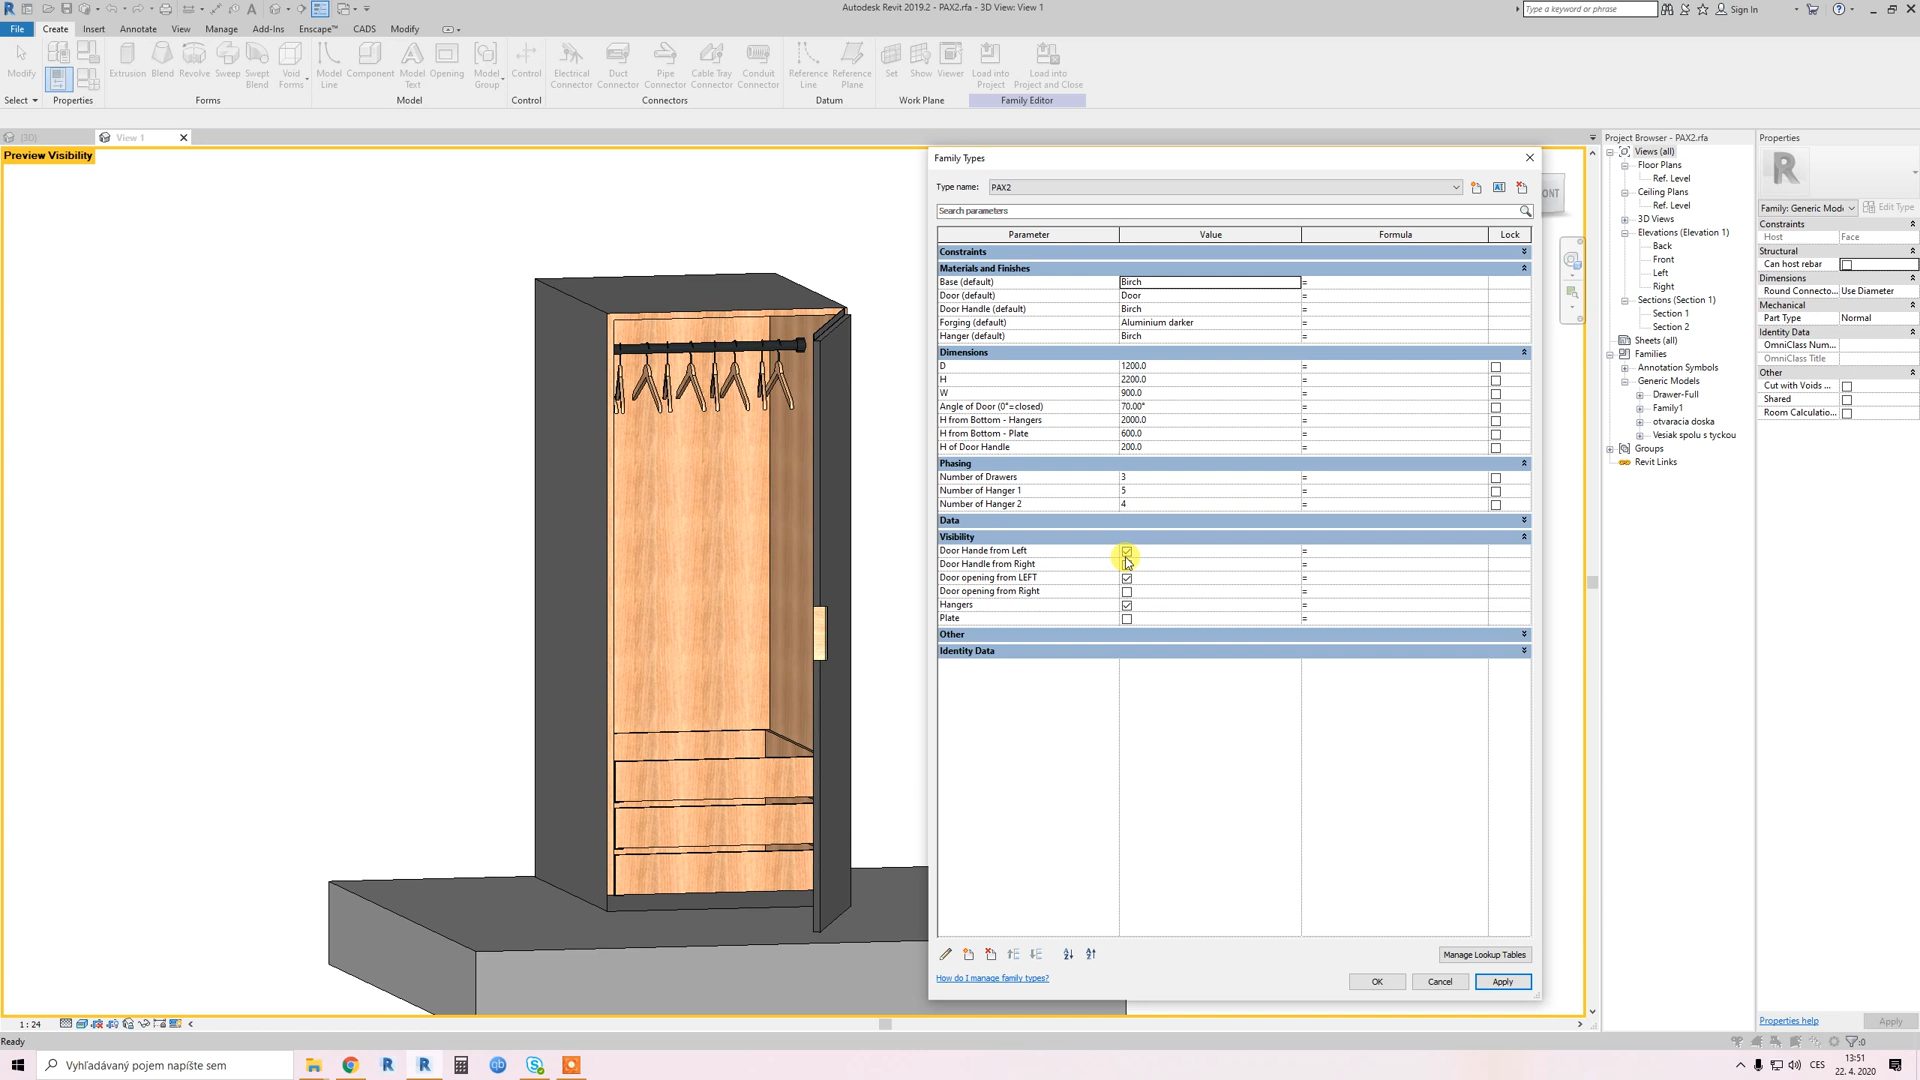 Autodesk Revit 2019.2 - PAX2.rfa - 3D View: View 1
Type a keyword or phrase
Sign In
File Create Insert Annotate View Manage Add-Ins Enscape™ CADS Modify
Modify Extrusion Blend Revolve Sweep Swept Blend Void Forms Model Line Component Model Text Opening Model Group Control Electrical Connector Duct Connector Pipe Connector Cable Tray Connector Conduit Connector Reference Line Reference Plane Set Show Viewer Load into Project Load into Project and Close
Select Properties Forms Model Control Connectors Datum Work Plane Family Editor
{3D} View 1
Preview Visibility
Family Types
Type name: PAX2
Search parameters
Parameter Value Formula Lock
Constraints
Materials and Finishes
Base (default) Birch =
Door (default) Door =
Door Handle (default) Birch =
Forging (default) Aluminium darker =
Hanger (default) Birch =
Dimensions
D 1200.0 =
H 2200.0 =
W 900.0 =
Angle of Door (0°=closed) 70.00° =
H from Bottom - Hangers 2000.0 =
H from Bottom - Plate 600.0 =
H of Door Handle 200.0 =
Phasing
Number of Drawers 3 =
Number of Hanger 1 5 =
Number of Hanger 2 4 =
Data
Visibility
Door Hande from Left =
Door Handle from Right =
Door opening from LEFT =
Door opening from Right =
Hangers =
Plate =
Other
Identity Data
Manage Lookup Tables
How do I manage family types?
OK Cancel Apply
ONT
Project Browser - PAX2.rfa
Views (all)
Floor Plans
Ref. Level
Ceiling Plans
Ref. Level
3D Views
Elevations (Elevation 1)
Back
Front
Left
Right
Sections (Section 1)
Section 1
Section 2
Sheets (all)
Families
Annotation Symbols
Generic Models
Drawer-Full
Family1
otvaracia doska
Vesiak spolu s tyckou
Groups
Revit Links
Properties
Family: Generic Mode Edit Type
Constraints
Host Face
Structural
Can host rebar
Dimensions
Round Connecto... Use Diameter
Mechanical
Part Type Normal
Identity Data
OmniClass Num...
OmniClass Title
Other
Cut with Voids ...
Shared
Room Calculatio...
Properties help Apply
1 : 24
Ready
:0
Vyhľadávaný pojem napíšte sem
CES
13:51
22. 4. 2020